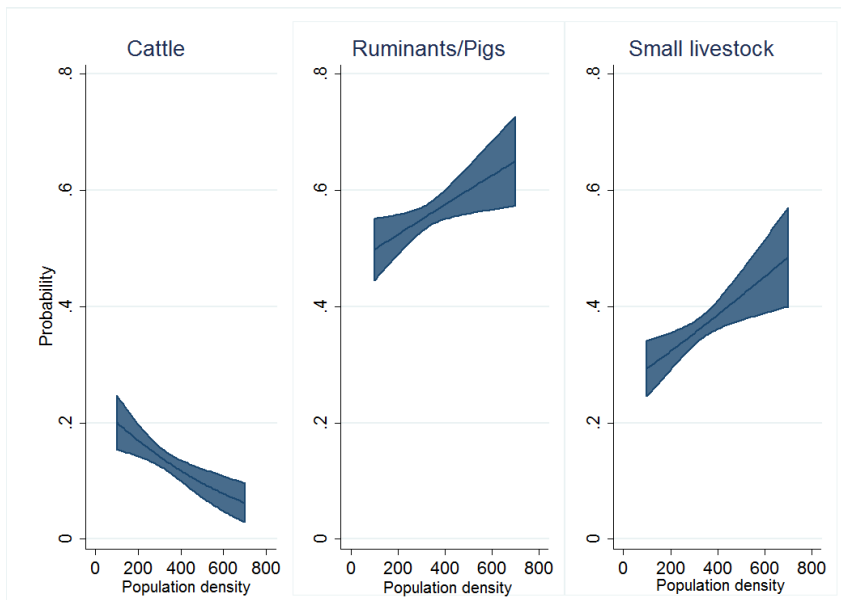 Cattle
Ruminants/Pigs
Small livestock
Probability
.8
.6
.4
.2
0
0 200 400 600 800
Population density
.8
.6
.4
.2
0
0 200 400 600 800
Population density
.8
.6
.4
.2
0
0 200 400 600 800
Population density